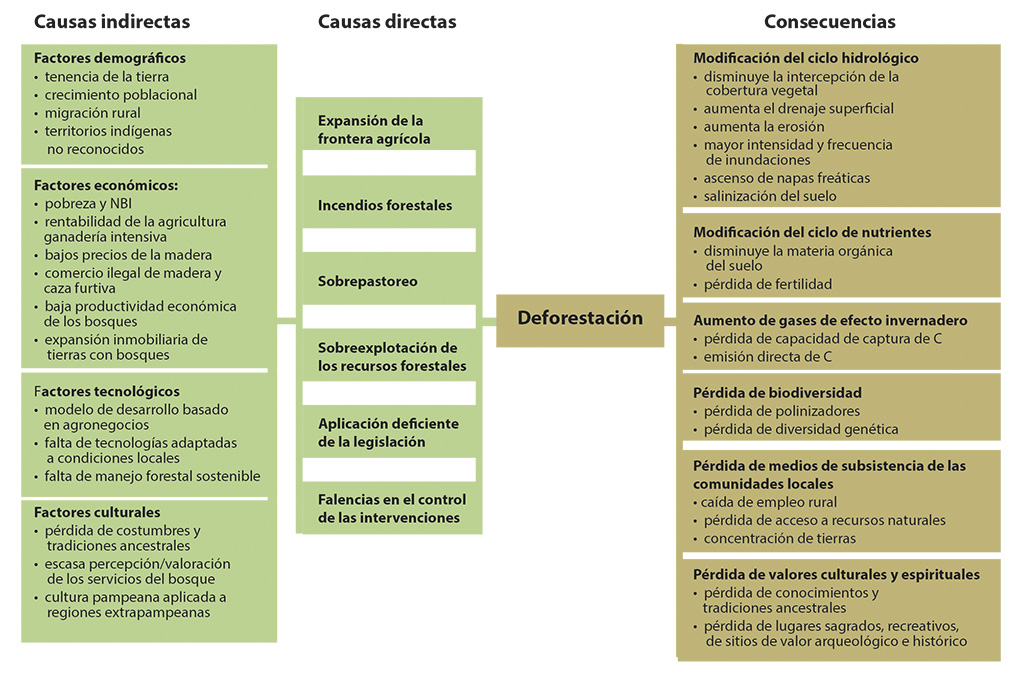 Causas indirectas
Factores demográficos
• tenencia de la tierra
• crecimiento poblacional
• migración rural
• territorios indígenas
no reconocidos
Factores económicos:
• pobreza y NBI
• rentabilidad de la agricultura
ganadería intensiva
• bajos precios de la madera
• comercio ilegal de madera y
caza furtiva
• baja productividad económica
de los bosques
• expansión inmobiliaria de
tierras con bosques
Factores tecnológicos
• modelo de desarrollo basado
en agronegocios
• falta de tecnologías adaptadas
a condiciones locales
• falta de manejo forestal sostenible
Factores culturales
• pérdida de costumbres y
tradiciones ancestrales
• escasa percepción/valoración
de los servicios del bosque
• cultura pampeana aplicada a
regiones extrapampeanas
Causas directas
Expansión de la
frontera agrícola
Incendios forestales
Sobrepastoreo
Sobreexplotación de
los recursos forestales
Aplicación deficiente
de la legislación
Falencias en el control
de las intervenciones
Deforestación
Consecuencias
Modificación del ciclo hidrológico
• disminuye la intercepción de la
cobertura vegetal
• aumenta el drenaje superficial
• aumenta la erosión
• mayor intensidad y frecuencia
de inundaciones
• ascenso de napas freáticas
• salinización del suelo
Modificación del ciclo de nutrientes
• disminuye la materia orgánica
del suelo
• pérdida de fertilidad
Aumento de gases de efecto invernadero
• pérdida de capacidad de captura de C
• emisión directa de C
Pérdida de biodiversidad
• pérdida de polinizadores
• pérdida de diversidad genética
Pérdida de medios de subsistencia de las
comunidades locales
• caída de empleo rural
• pérdida de acceso a recursos naturales
• concentración de tierras
Pérdida de valores culturales y espirituales
• pérdida de conocimientos y
tradiciones ancestrales
• pérdida de lugares sagrados, recreativos,
de sitios de valor arqueológico e histórico